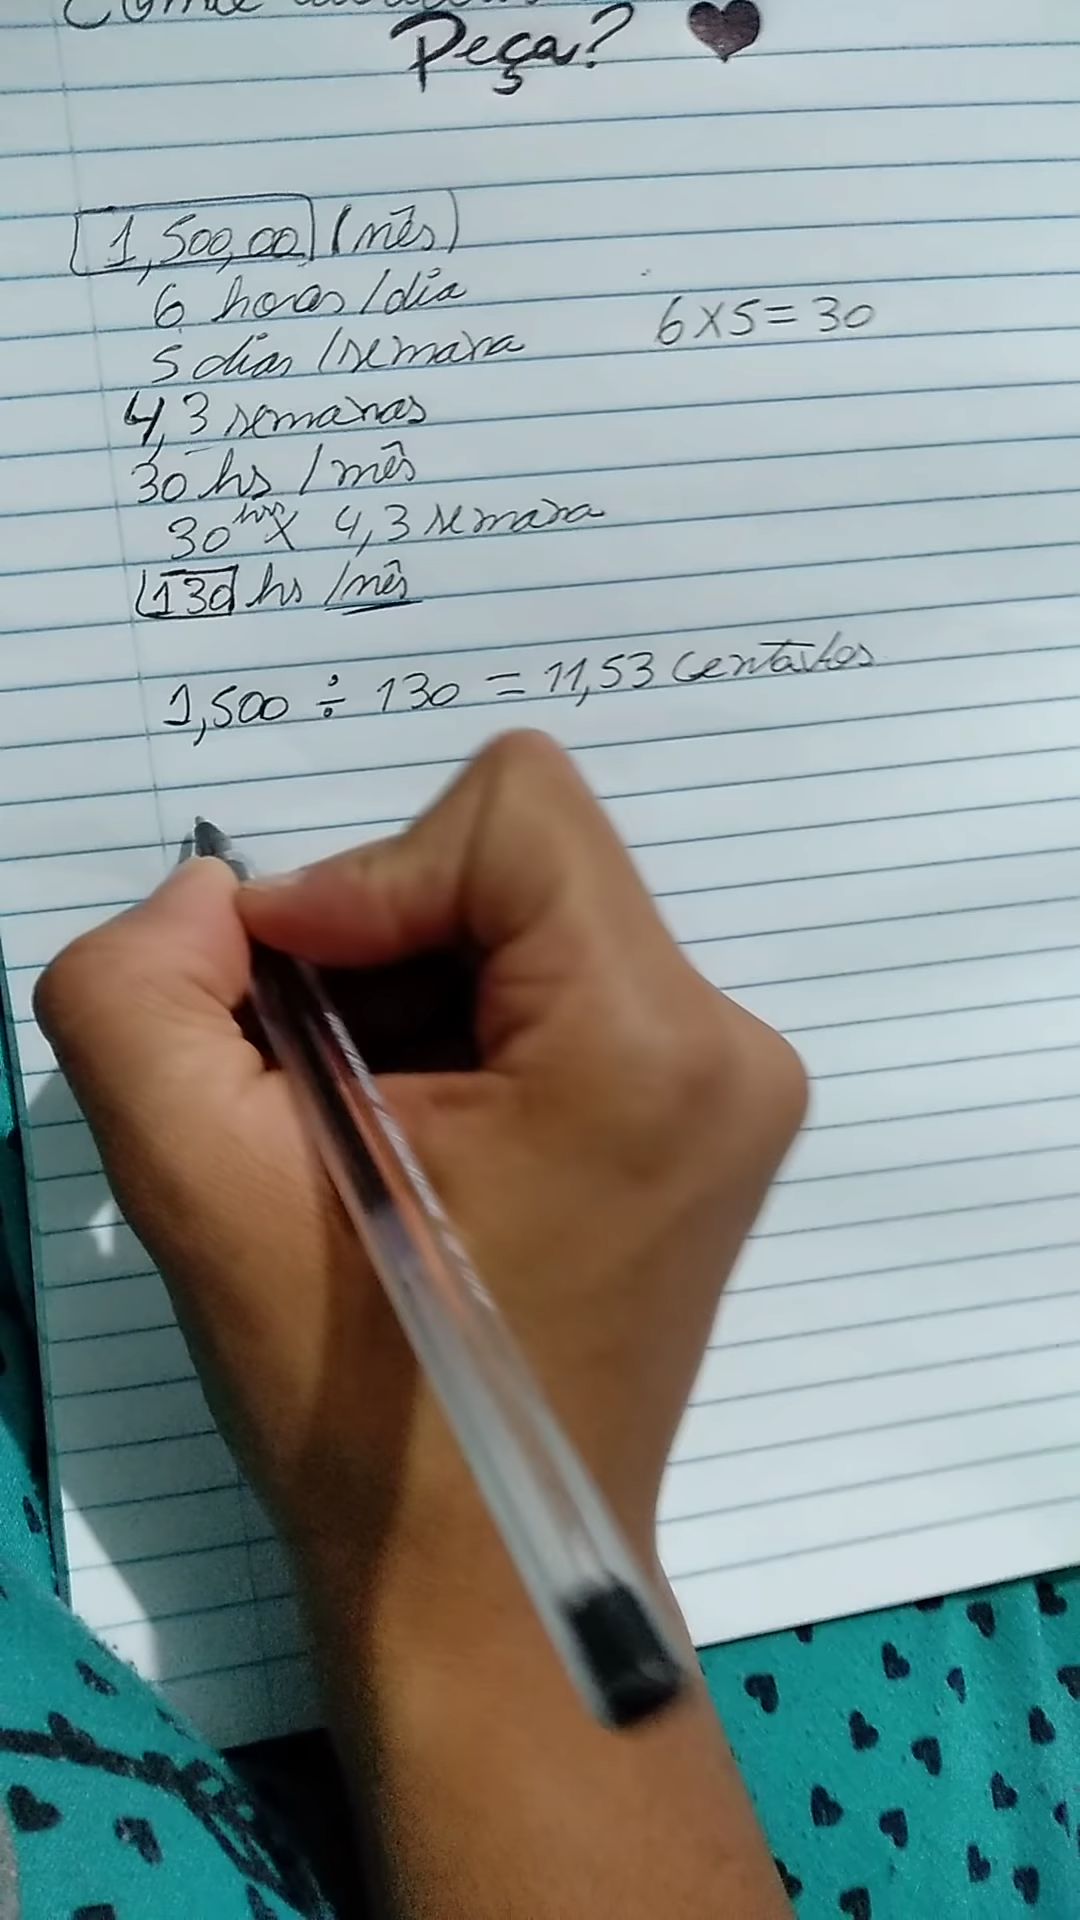 Peça? ♥
1,500,00 (mês)
6 horas/dia
6x5=30
5 dias/semana
4,3 semanas
30 hs/mês
30 hrs x 4,3 semana
130 hs/mês
1,500 ÷ 130 = 11,53 centavos